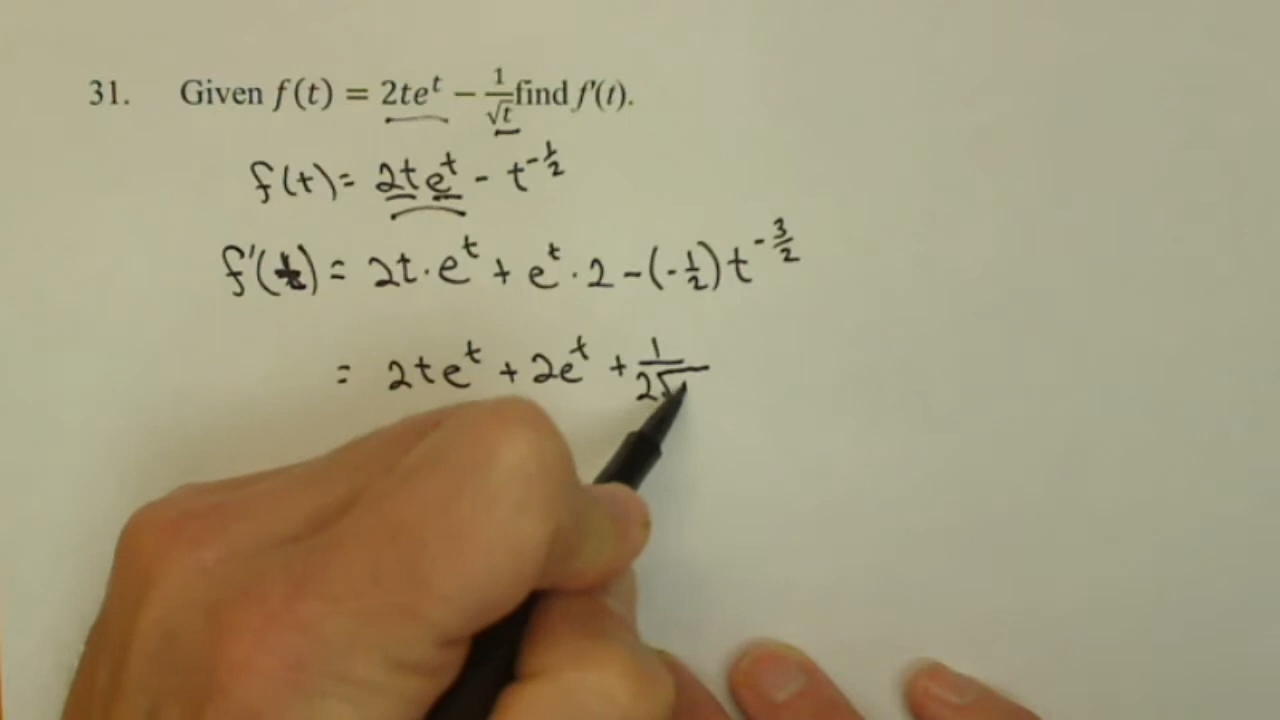 31. Given f(t) = 2te^t − 1/√t find f'(t).
f(t) = 2te^t - t^-1/2
f'(t) = 2t·e^t + e^t·2 - (-1/2)t^-3/2
= 2te^t + 2e^t + 1/2√